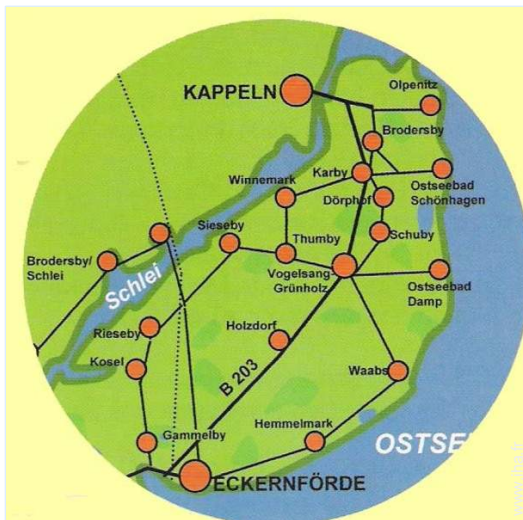 KAPPELN
Olpenitz
Brodersby
Karby
Ostseebad
Schönhagen
Winnemark
Dörphof
Sieseby
Thumby
Schuby
Brodersby/
Schlei
Schlei
Vogelsang-
Grünholz
Ostseebad
Damp
Rieseby
Holzdorf
Kosel
B 203
Waabs
Gammelby
Hemmelmark
OSTSE
ECKERNFÖRDE